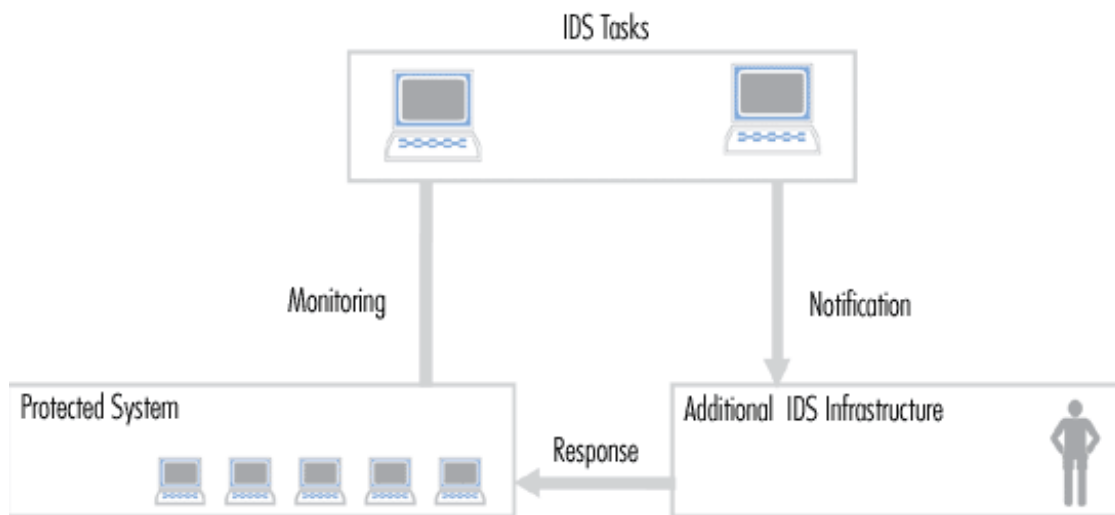 IDS Tasks
Monitoring
Notification
Protected System
Additional IDS Infrastructure
Response